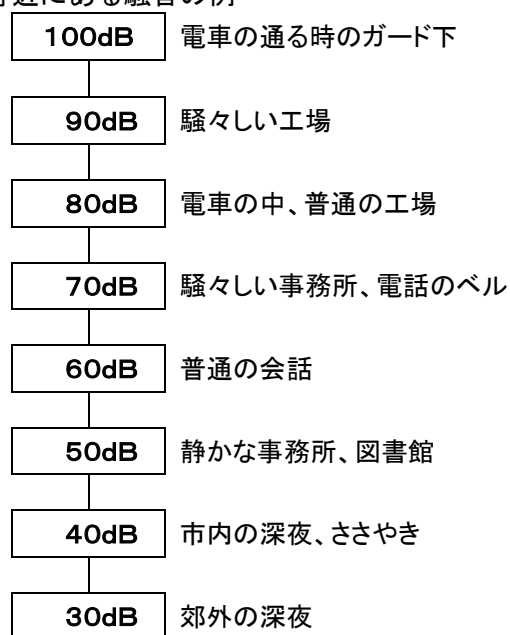 100dB 電車の通る時のガード下
90dB 騒々しい工場
80dB 電車の中、普通の工場
70dB 騒々しい事務所、電話のベル
60dB 普通の会話
50dB 静かな事務所、図書館
40dB 市内の深夜、ささやき
30dB 郊外の深夜